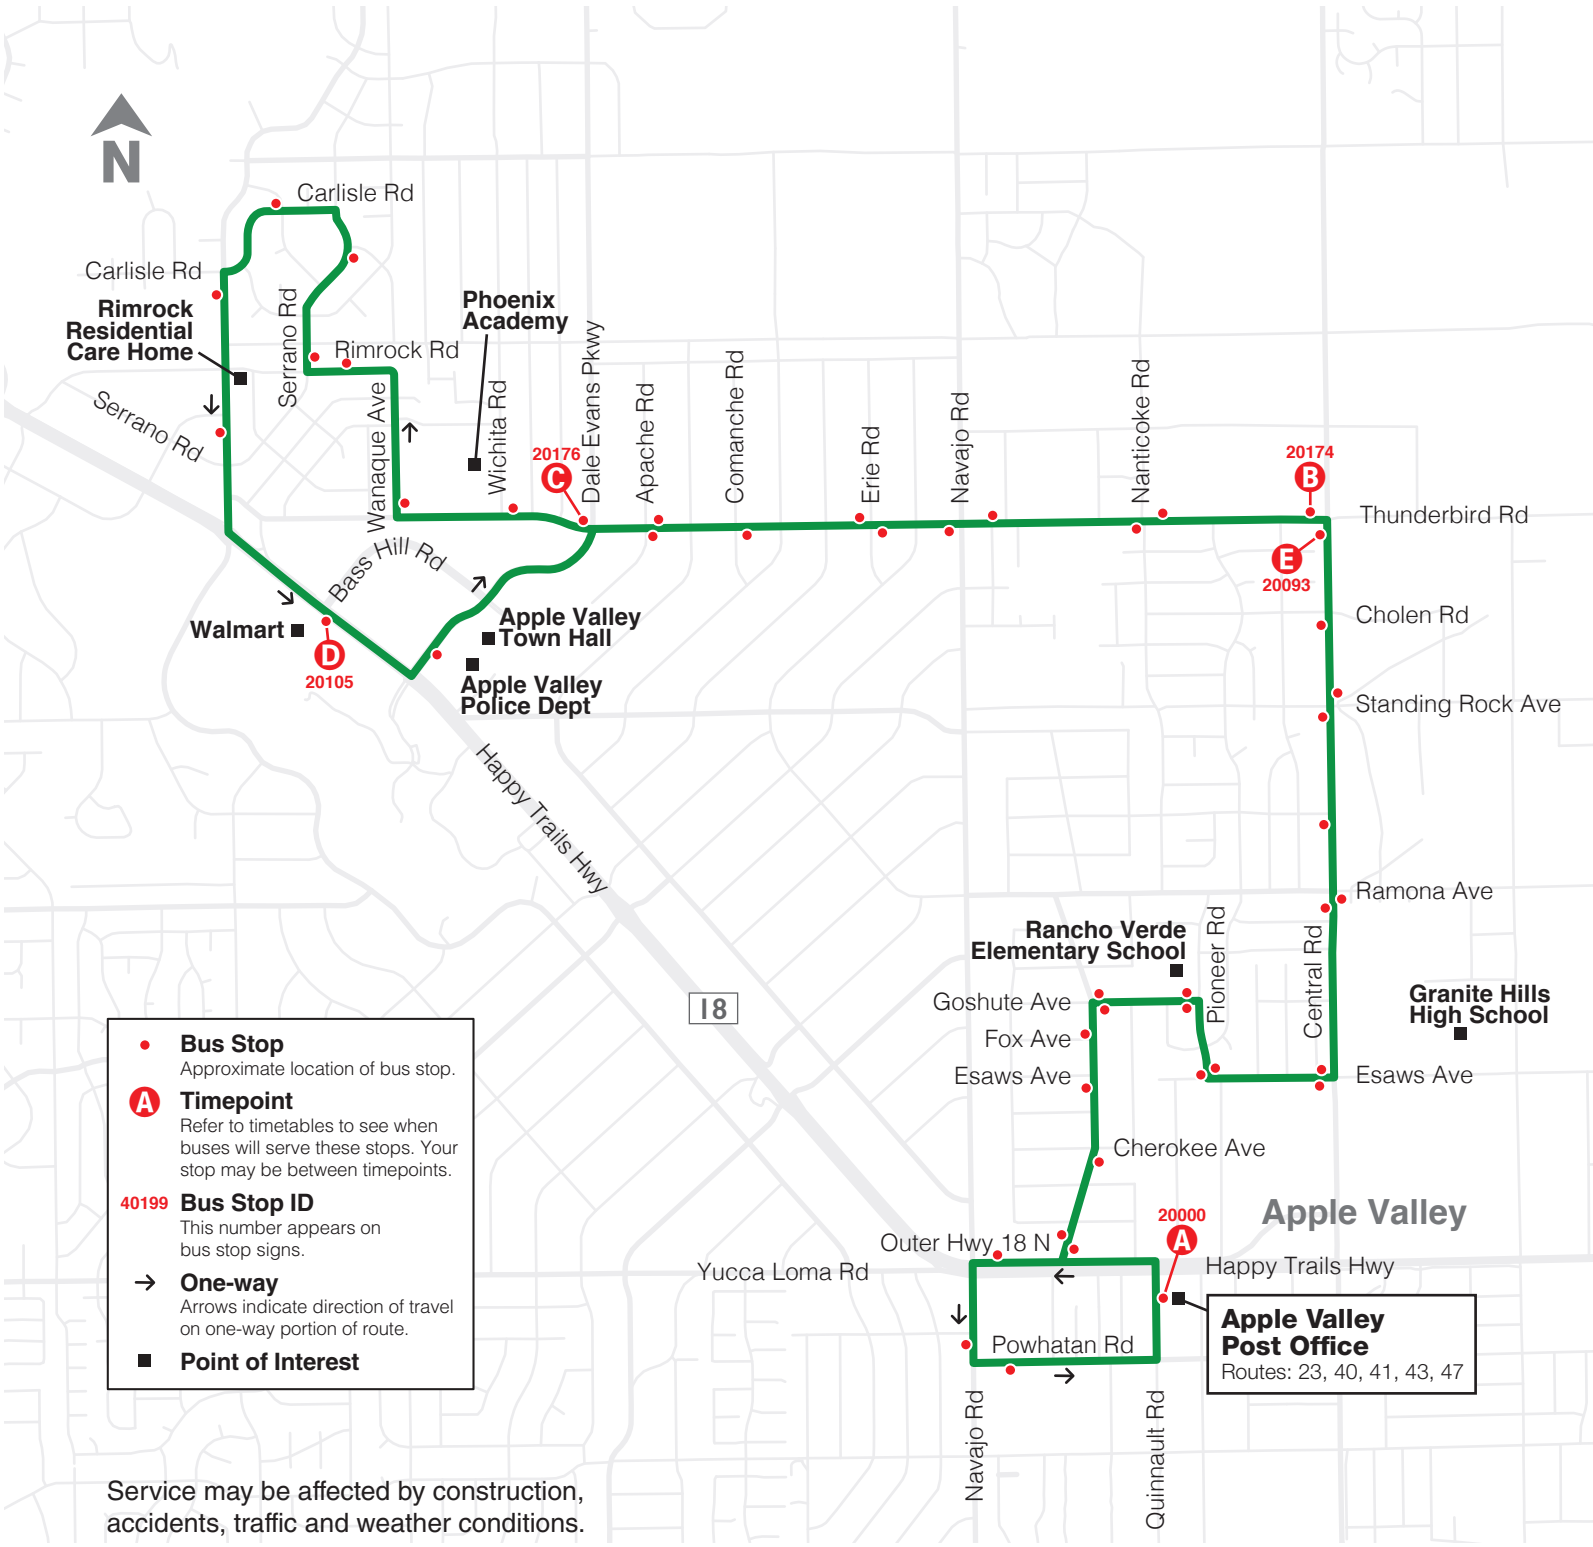 N
Carlisle Rd
Carlisle Rd
Rimrock
Residential
Care Home
Serrano Rd
Serrano Rd
Rimrock Rd
Wanaque Ave
Phoenix
Academy
Wichita Rd
20176
C
Dale Evans Pkwy
Apache Rd
Comanche Rd
Erie Rd
Navajo Rd
Nanticoke Rd
20174
B
Thunderbird Rd
E
20093
Bass Hill Rd
Walmart
D
20105
Apple Valley
Town Hall
Apple Valley
Police Dept
Cholen Rd
Standing Rock Ave
Happy Trails Hwy
Ramona Ave
Rancho Verde
Elementary School
Pioneer Rd
Central Rd
Granite Hills
High School
18
Goshute Ave
Fox Ave
Esaws Ave
Esaws Ave
Cherokee Ave
Apple Valley
20000
A
Outer Hwy 18 N
Yucca Loma Rd
Happy Trails Hwy
Apple Valley
Post Office
Routes: 23, 40, 41, 43, 47
Powhatan Rd
Navajo Rd
Quinnault Rd
Bus Stop
Approximate location of bus stop.
A
Timepoint
Refer to timetables to see when
buses will serve these stops. Your
stop may be between timepoints.
40199
Bus Stop ID
This number appears on
bus stop signs.
One-way
Arrows indicate direction of travel
on one-way portion of route.
Point of Interest
Service may be affected by construction,
accidents, traffic and weather conditions.